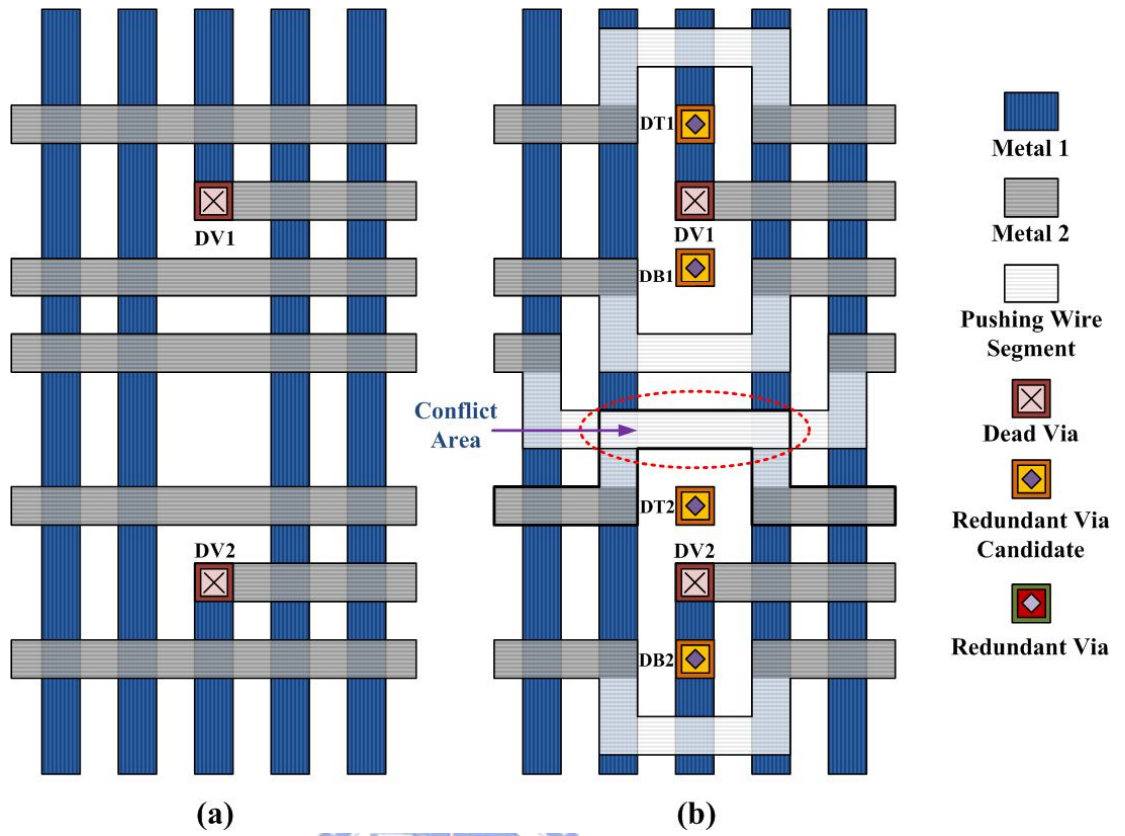 DV1
DV2
(a)
DT1
DV1
DB1
Conflict
Area
DT2
DV2
DB2
(b)
Metal 1
Metal 2
Pushing Wire
Segment
Dead Via
Redundant Via
Candidate
Redundant Via